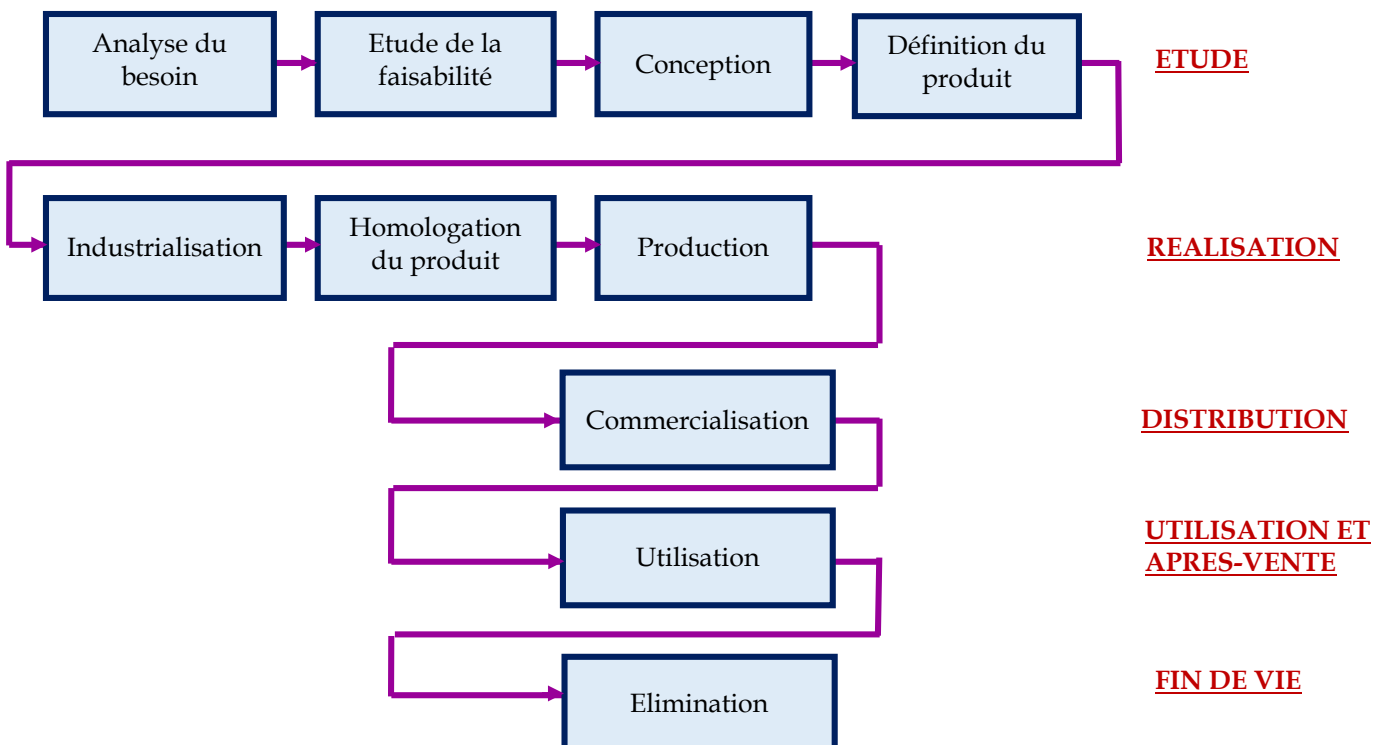 Analyse du
besoin
Etude de la
faisabilité
Conception
Définition du
produit
ETUDE
Industrialisation
Homologation
du produit
Production
REALISATION
Commercialisation
DISTRIBUTION
Utilisation
UTILISATION ET
APRES-VENTE
Elimination
FIN DE VIE